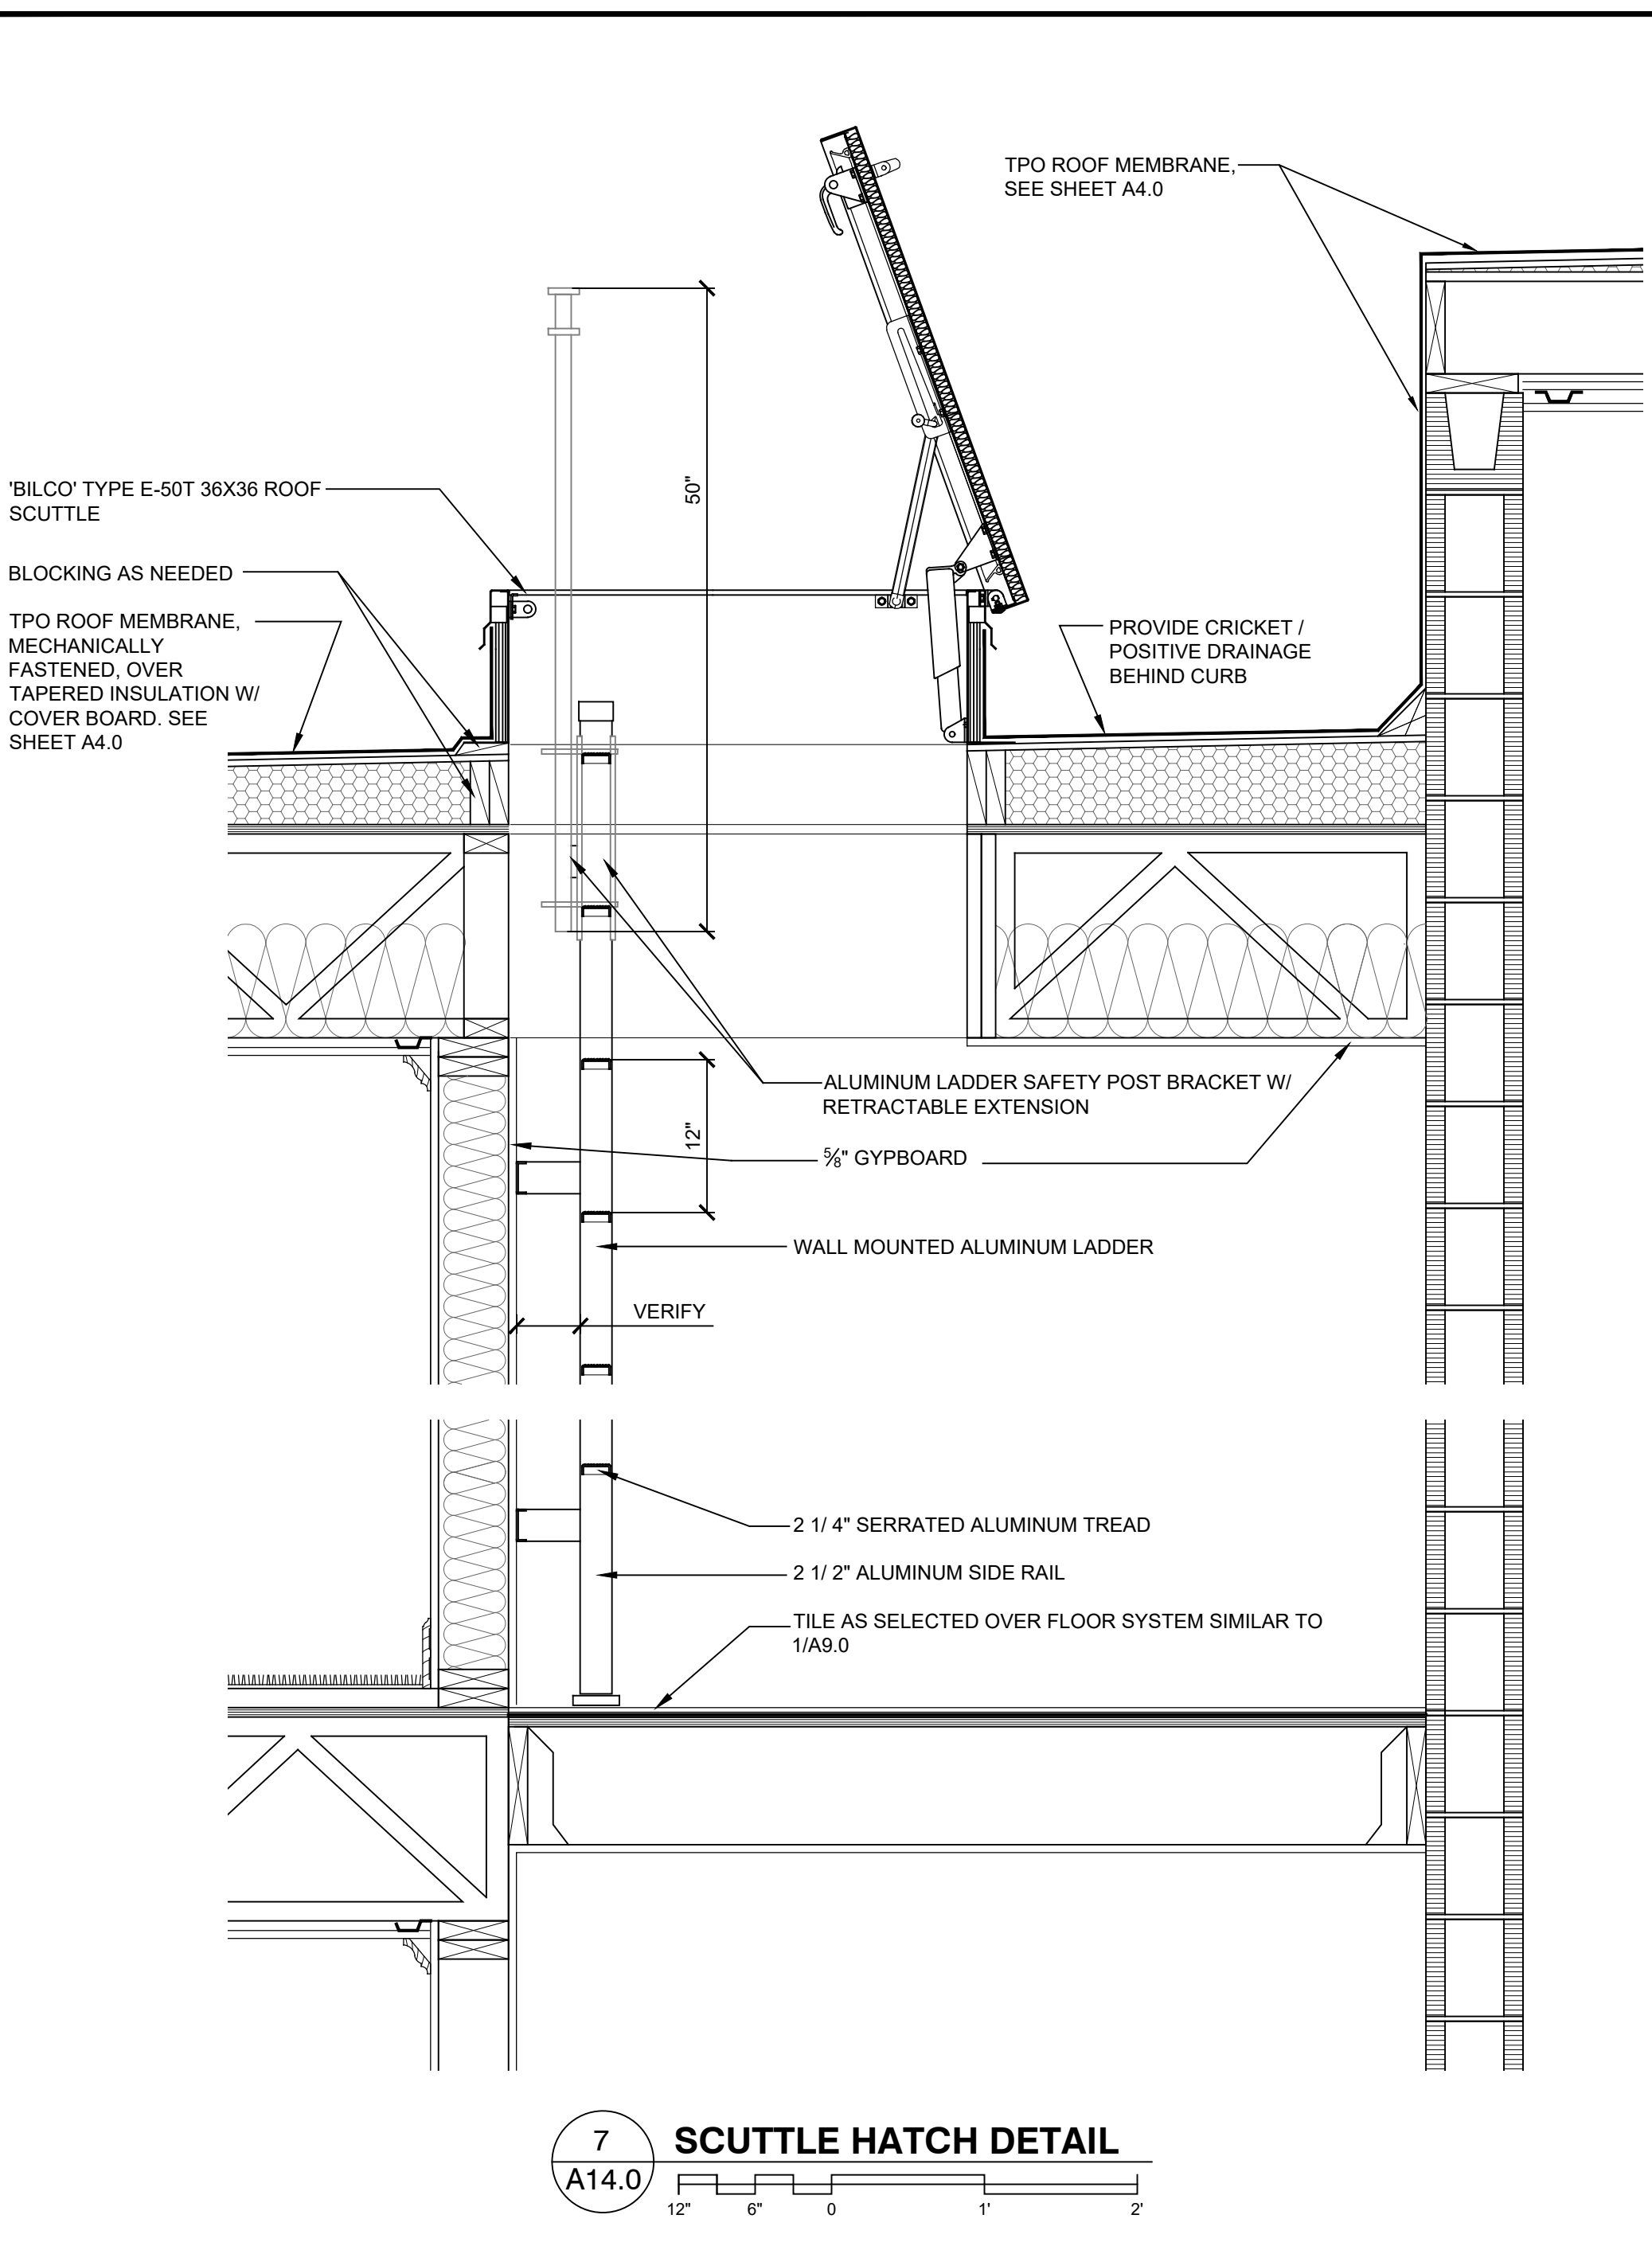 TPO ROOF MEMBRANE,
SEE SHEET A4.0
50"
'BILCO' TYPE E-50T 36X36 ROOF
SCUTTLE
BLOCKING AS NEEDED
TPO ROOF MEMBRANE,
MECHANICALLY
FASTENED, OVER
TAPERED INSULATION W/
COVER BOARD. SEE
SHEET A4.0
PROVIDE CRICKET /
POSITIVE DRAINAGE
BEHIND CURB
ALUMINUM LADDER SAFETY POST BRACKET W/
RETRACTABLE EXTENSION
12"
⅝" GYPBOARD
WALL MOUNTED ALUMINUM LADDER
VERIFY
2 1/ 4" SERRATED ALUMINUM TREAD
2 1/ 2" ALUMINUM SIDE RAIL
TILE AS SELECTED OVER FLOOR SYSTEM SIMILAR TO
1/A9.0
7
A14.0
SCUTTLE HATCH DETAIL
12" 6" 0 1' 2'